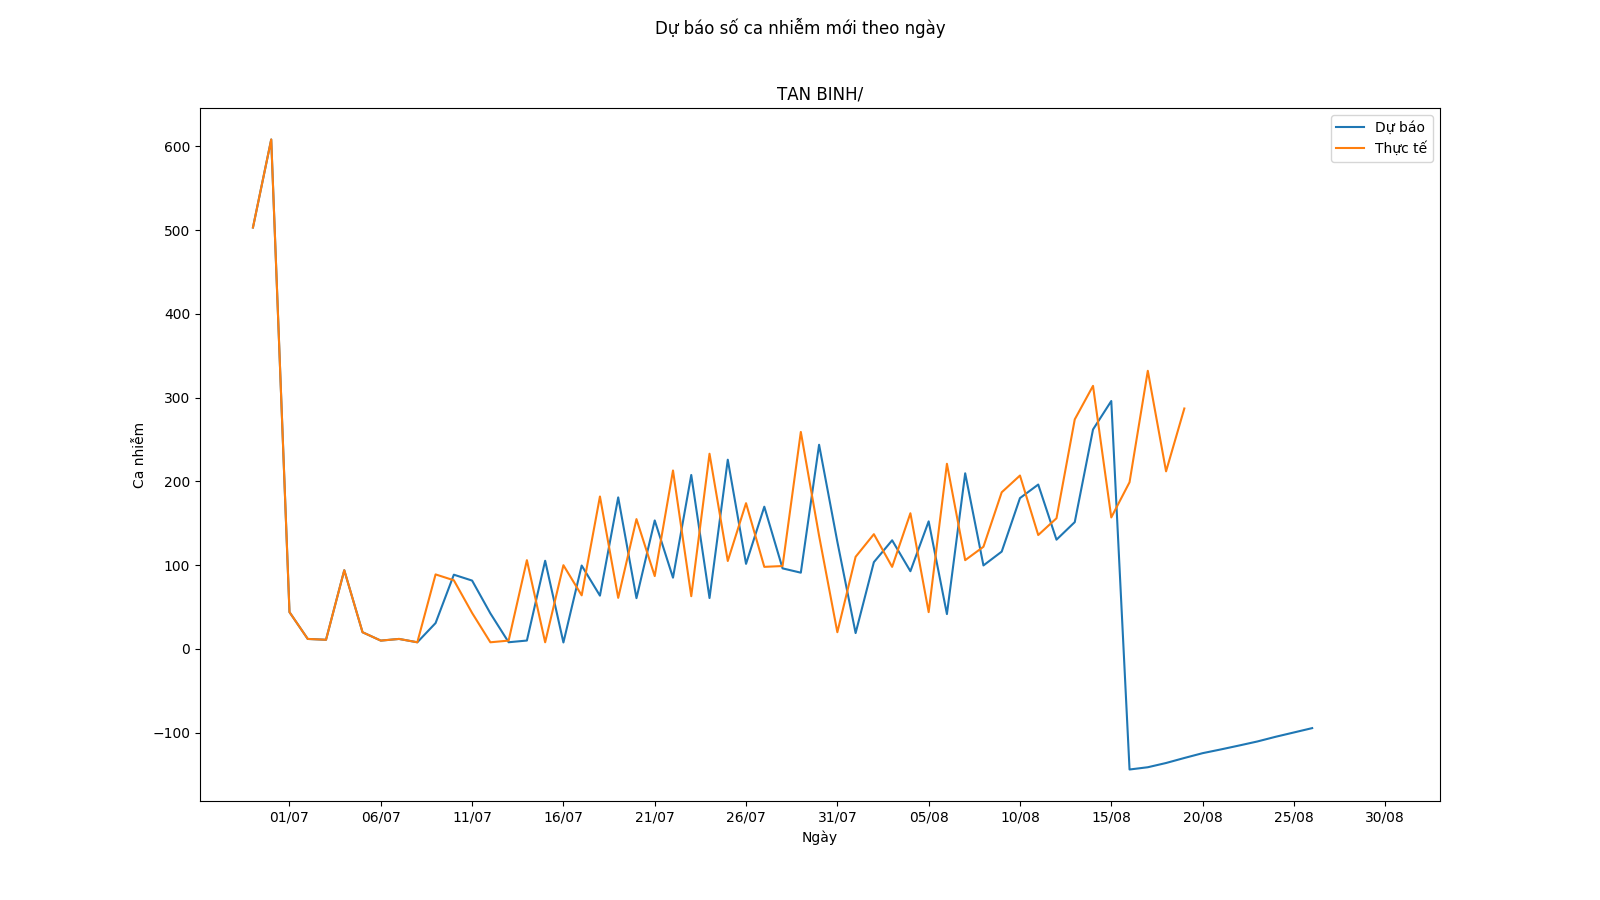 Dự báo số ca nhiễm mới theo ngày
TAN BINH/
Dự báo
Thực tế
600
500
400
300
200
100
0
−100
Ca nhiễm
01/07 06/07 11/07 16/07 21/07 26/07 31/07 05/08 10/08 15/08 20/08 25/08 30/08
Ngày